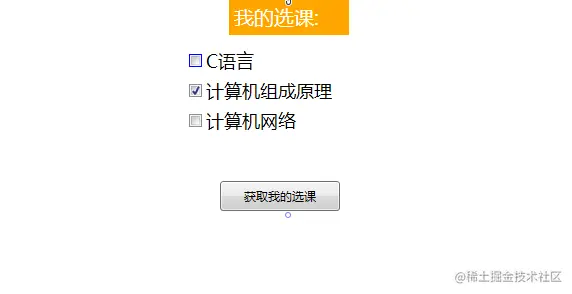 我的选课:
C语言
计算机组成原理
计算机网络
获取我的选课
@稀土掘金技术社区